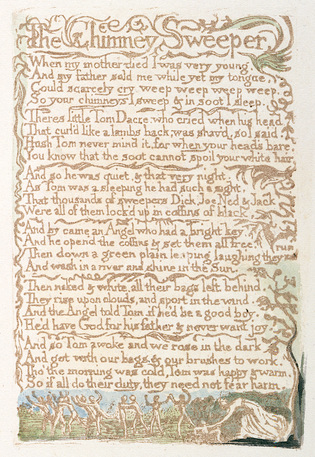 The Chimney Sweeper
When my mother died I was very young
And my father sold me while yet my tongue,
Could scarcely cry weep weep weep weep.
So your chimneys I sweep & in soot I sleep.
Theres little Tom Dacre, who cried when his head
That curl'd like a lambs back, was shav'd, so I said.
Hush Tom never mind it, for when your heads bare,
You know that the soot cannot spoil your white hair
And so he was quiet, & that very night.
As Tom was a sleeping he had such a sight.
That thousands of sweepers Dick, Joe, Ned & Jack
Were all of them lock'd up in coffins of black
And by came an Angel who had a bright key
And he open'd the coffins & set them all free.
Then down a green plain leaping laughing they run
And wash in a river and shine in the Sun.
Then naked & white, all their bags left behind.
They rise upon clouds, and sport in the wind.
And the Angel told Tom, if he'd be a good boy,
He'd have God for his father & never want joy.
And so Tom awoke and we rose in the dark
And got with our bags & our brushes to work.
Tho' the morning was cold, Tom was happy & warm.
So if all do their duty, they need not fear harm.